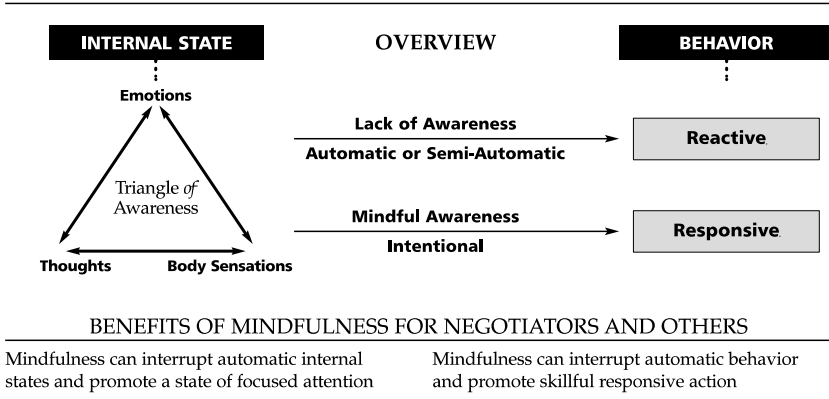 INTERNAL STATE
OVERVIEW
BEHAVIOR
Emotions
Triangle of
Awareness
Thoughts
Body Sensations
Lack of Awareness
Automatic or Semi-Automatic
Reactive.
Mindful Awareness
Intentional
Responsive.
BENEFITS OF MINDFULNESS FOR NEGOTIATORS AND OTHERS
Mindfulness can interrupt automatic internal
states and promote a state of focused attention
Mindfulness can interrupt automatic behavior
and promote skillful responsive action